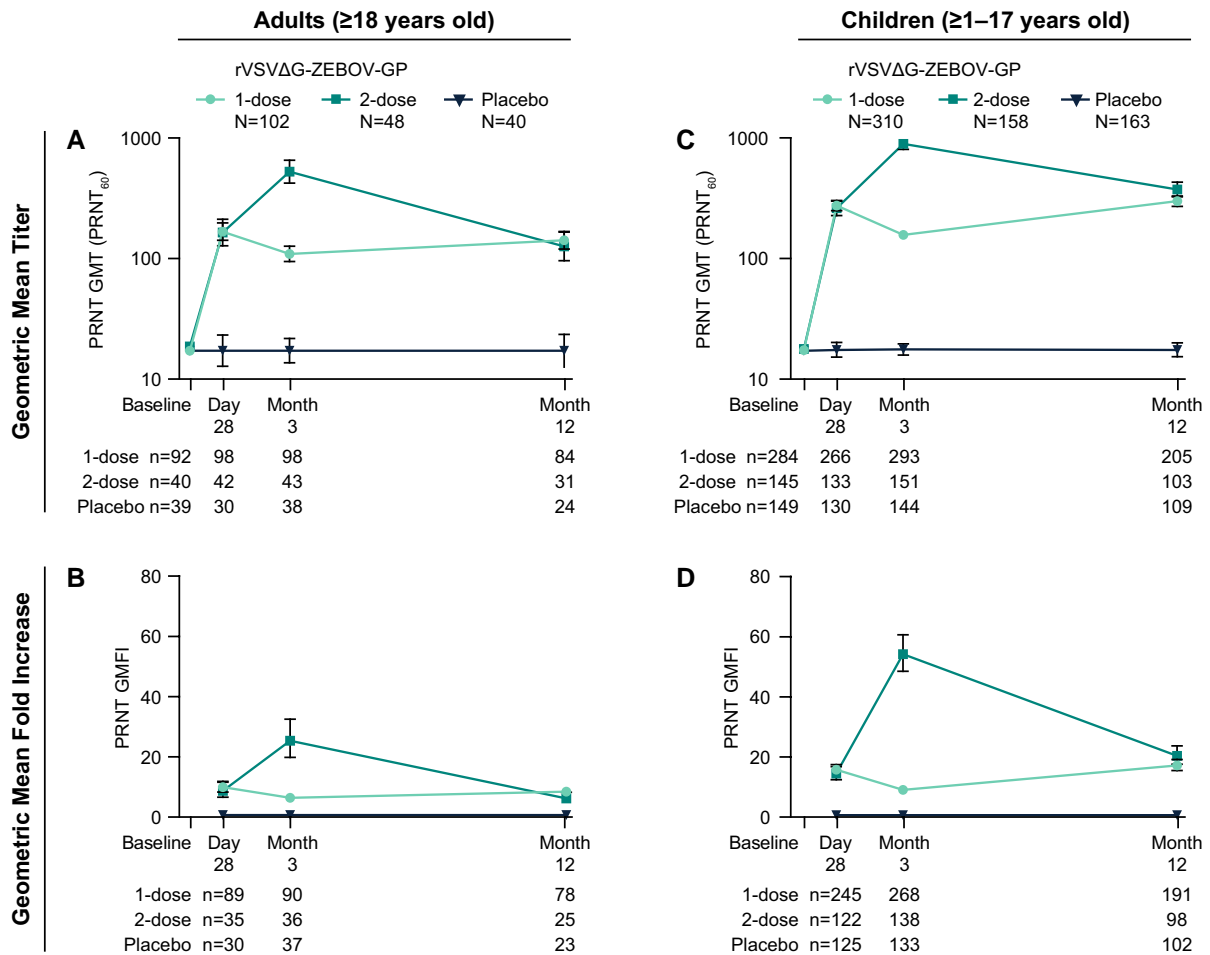 Adults (≥18 years old)
rVSVΔG-ZEBOV-GP
1-dose 2-dose Placebo
N=102 N=48 N=40
Children (≥1–17 years old)
rVSVΔG-ZEBOV-GP
1-dose 2-dose Placebo
N=310 N=158 N=163
Geometric Mean Titer
A
PRNT GMT (PRNT60)
1000
100
10
Baseline Day Month Month
28 3 12
1-dose n=92 98 98 84
2-dose n=40 42 43 31
Placebo n=39 30 38 24
C
PRNT GMT (PRNT60)
1000
100
10
Baseline Day Month Month
28 3 12
1-dose n=284 266 293 205
2-dose n=145 133 151 103
Placebo n=149 130 144 109
Geometric Mean Fold Increase
B
PRNT GMFI
80
60
40
20
0
Baseline Day Month Month
28 3 12
1-dose n=89 90 78
2-dose n=35 36 25
Placebo n=30 37 23
D
PRNT GMFI
80
60
40
20
0
Baseline Day Month Month
28 3 12
1-dose n=245 268 191
2-dose n=122 138 98
Placebo n=125 133 102